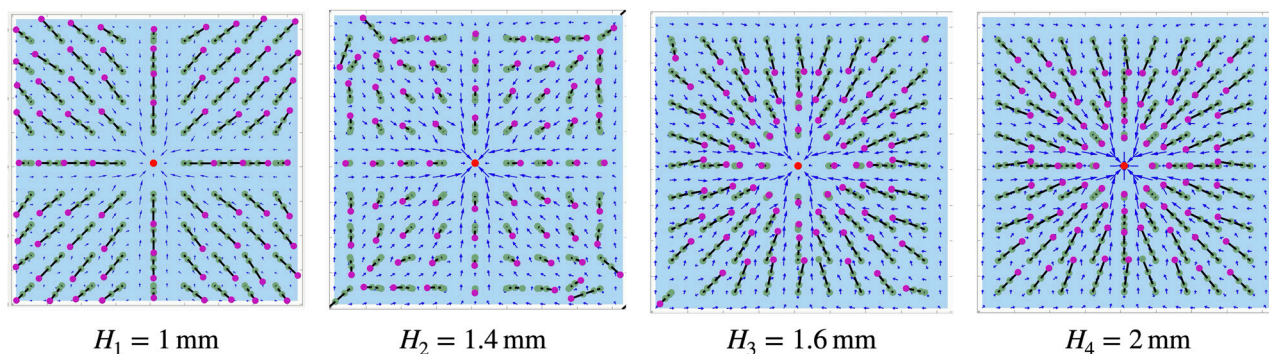 H₁ = 1 mm
H₂ = 1.4 mm
H₃ = 1.6 mm
H₄ = 2 mm